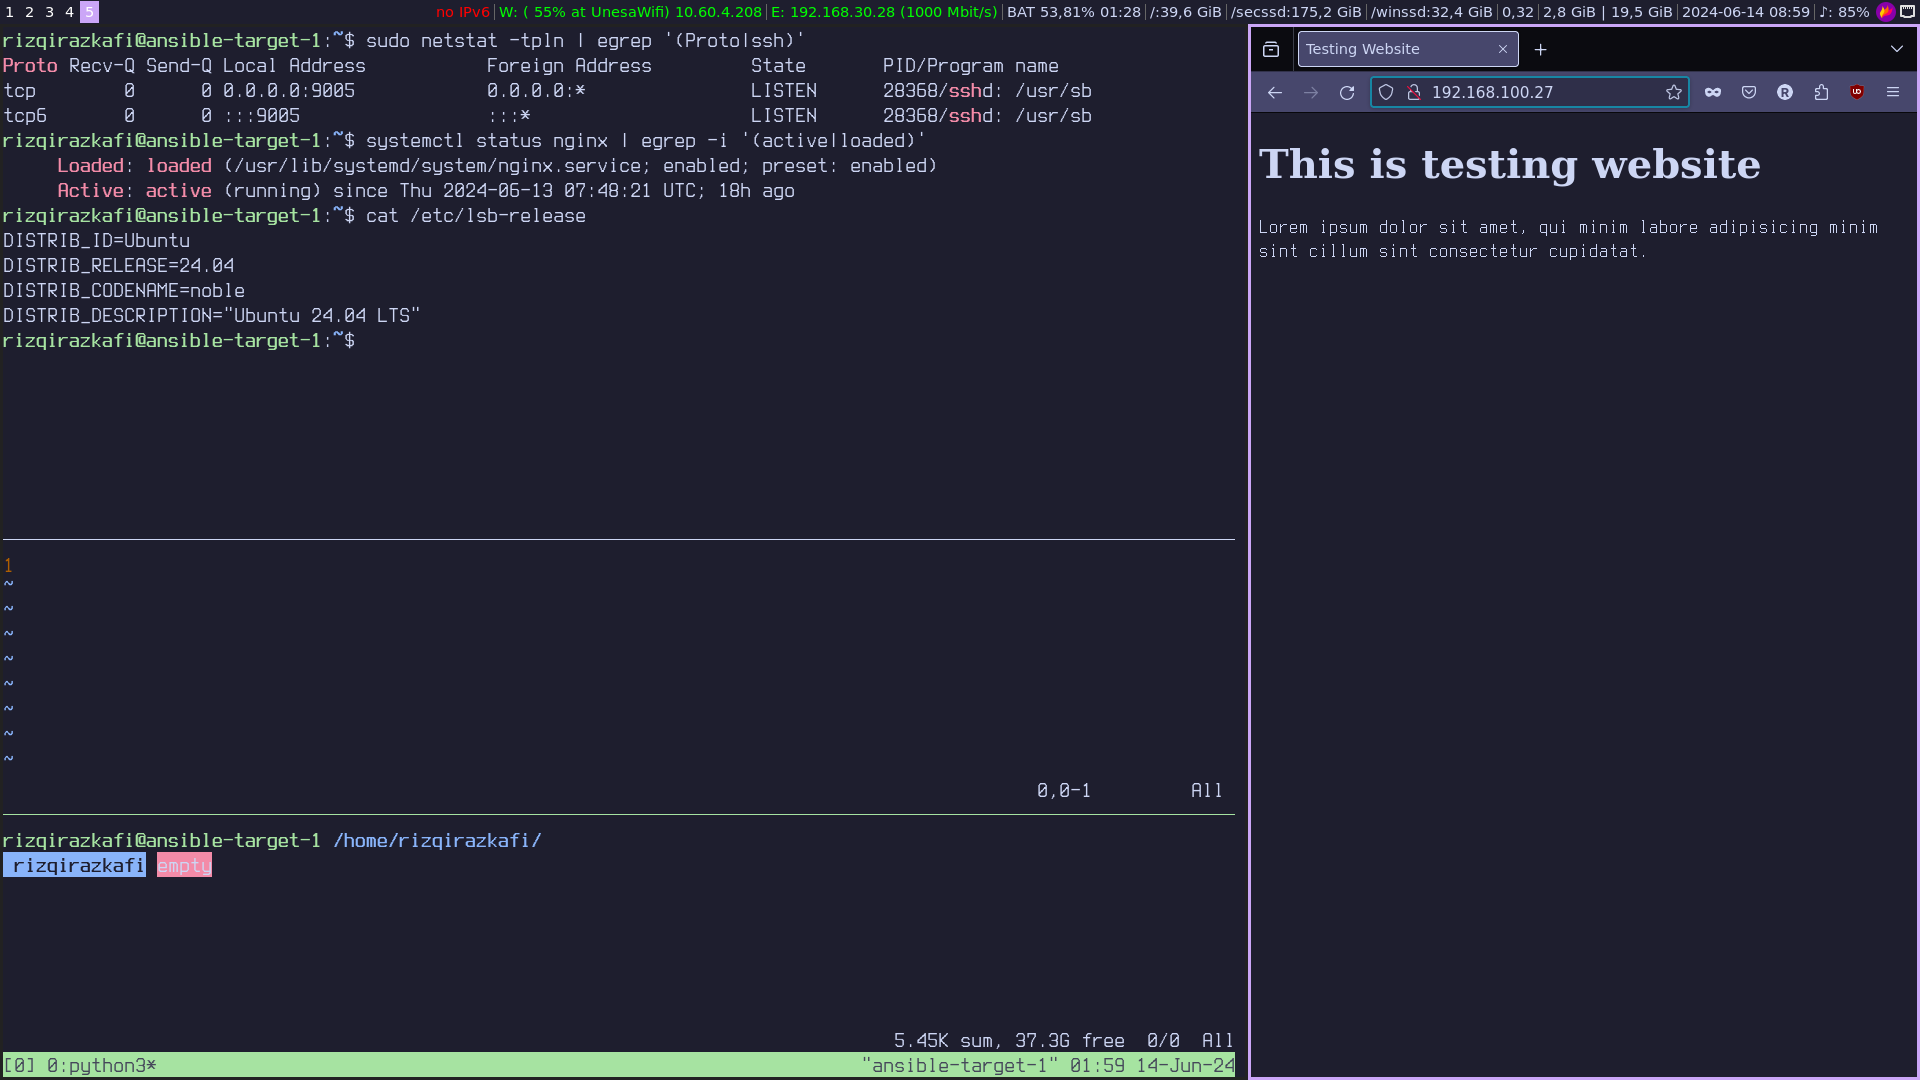 1 2 3 4 5 no IPv6 W: ( 55% at UnesaWifi) 10.60.4.208 E: 192.168.30.28 (1000 Mbit/s) BAT 53,81% 01:28 /:39,6 GiB /secssd:175,2 GiB /winssd:32,4 GiB 0,32 2,8 GiB | 19,5 GiB 2024-06-14 08:59 ♪: 85%
rizqirazkafi@ansible-target-1:~$ sudo netstat -tpln | egrep '(Proto|ssh)'
Proto Recv-Q Send-Q Local Address           Foreign Address         State       PID/Program name
tcp        0      0 0.0.0.0:9005            0.0.0.0:*               LISTEN      28368/sshd: /usr/sb
tcp6       0      0 :::9005                 :::*                    LISTEN      28368/sshd: /usr/sb
rizqirazkafi@ansible-target-1:~$ systemctl status nginx | egrep -i '(active|loaded)'
     Loaded: loaded (/usr/lib/systemd/system/nginx.service; enabled; preset: enabled)
     Active: active (running) since Thu 2024-06-13 07:48:21 UTC; 18h ago
rizqirazkafi@ansible-target-1:~$ cat /etc/lsb-release
DISTRIB_ID=Ubuntu
DISTRIB_RELEASE=24.04
DISTRIB_CODENAME=noble
DISTRIB_DESCRIPTION="Ubuntu 24.04 LTS"
rizqirazkafi@ansible-target-1:~$
1
~
~
~
~
~
~
~
~
0,0-1         All
rizqirazkafi@ansible-target-1 /home/rizqirazkafi/
rizqirazkafi empty
5.45K sum, 37.3G free  0/0  All
[0] 0:python3* "ansible-target-1" 01:59 14-Jun-24
Testing Website
192.168.100.27
This is testing website
Lorem ipsum dolor sit amet, qui minim labore adipisicing minim
sint cillum sint consectetur cupidatat.